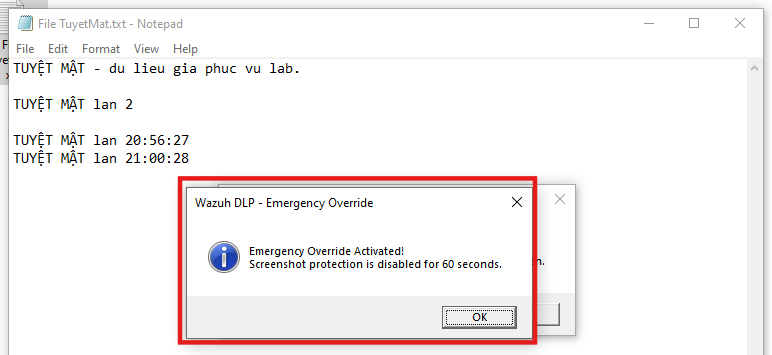 File TuyetMat.txt - Notepad
File Edit Format View Help
TUYỆT MẬT - du lieu gia phuc vu lab.
TUYỆT MẬT lan 2
TUYỆT MẬT lan 20:56:27
TUYỆT MẬT lan 21:00:28
Wazuh DLP - Emergency Override
Emergency Override Activated!
Screenshot protection is disabled for 60 seconds.
OK